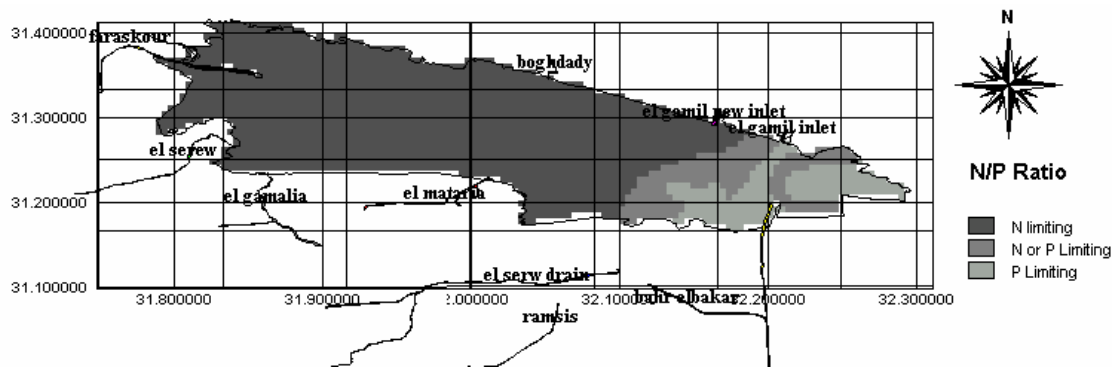 N
31.400000
faraskour
boghdady
31.300000
el gamil new inlet
el gamil inlet
el serew
N/P Ratio
el gamalia
el mataria
31.200000
N limiting
N or P Limiting
P Limiting
el serw drain
31.100000
31.800000
31.900000
32.000000
32.100000
32.200000
32.300000
bahr elbakar
ramsis